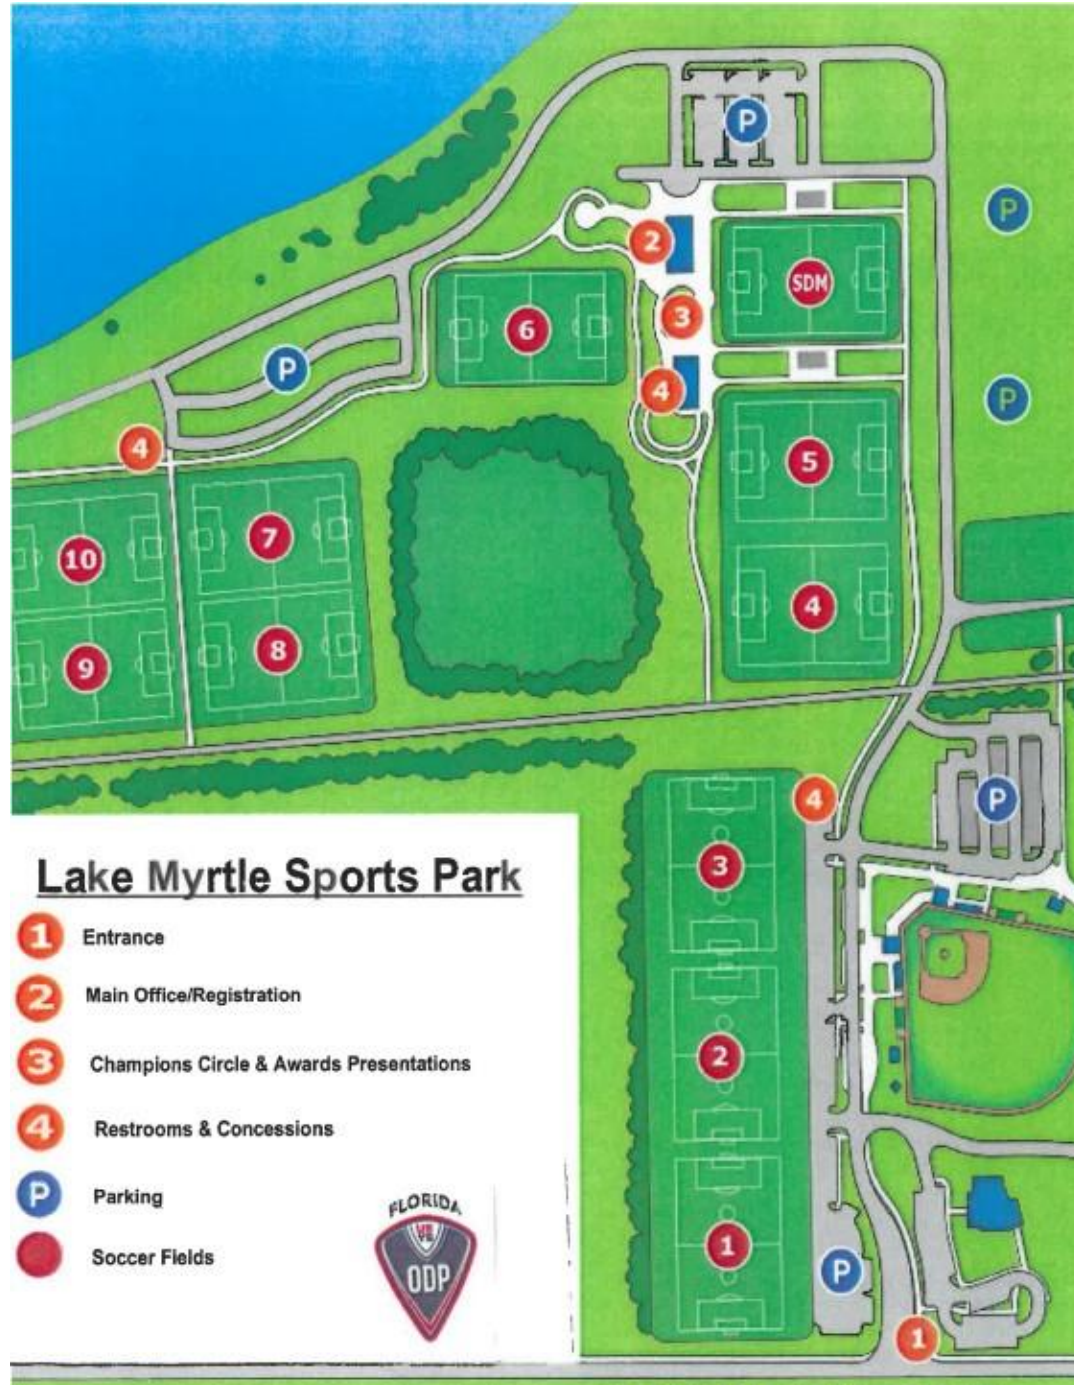 P
P
2
SDM
6
3
P
4
P
4
5
7
10
4
8
9
4
P
3
Lake Myrtle Sports Park
1 Entrance
2 Main Office/Registration
2
3 Champions Circle & Awards Presentations
4 Restrooms & Concessions
P Parking
FLORIDA
1
Soccer Fields
ODP
P
1